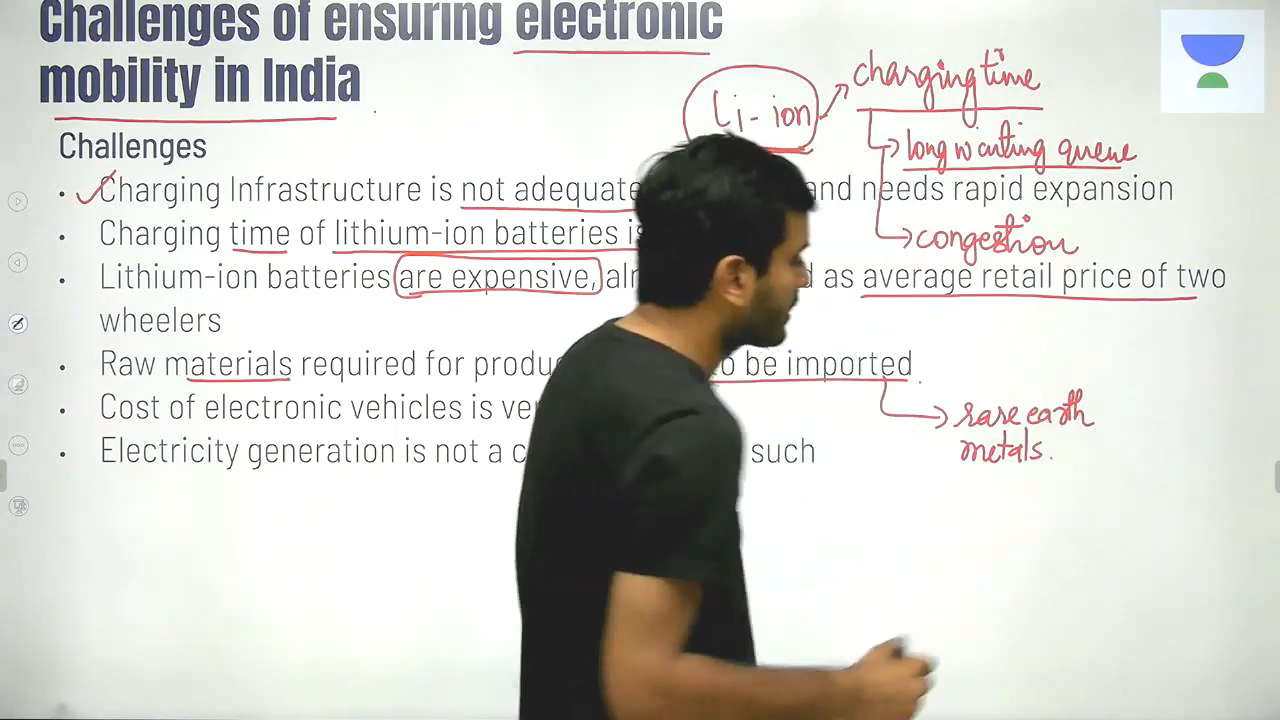 Challenges of ensuring electronic
mobility in India
Li-ion
charging time
Challenges
long waiting queue
• Charging Infrastructure is not adequate and needs rapid expansion
• Charging time of lithium-ion batteries is
congestion
• Lithium-ion batteries are expensive, as average retail price of two
wheelers
• Raw materials required for to be imported
• Cost of electronic vehicles is
rare earth
metals.
• Electricity generation is not a such